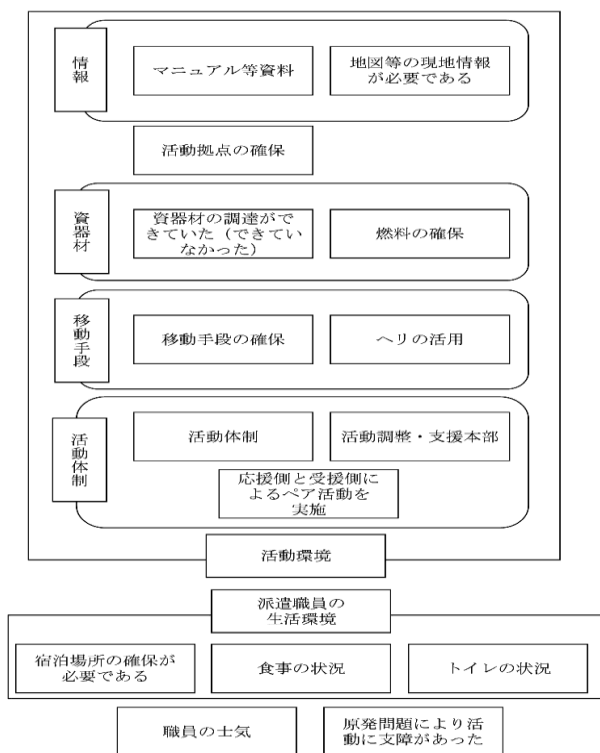 情報
マニュアル等資料
地図等の現地情報
が必要である
活動拠点の確保
資器材
資器材の調達がで
きていた（できてい
なかった）
燃料の確保
移動手段
移動手段の確保
ヘリの活用
活動体制
活動体制
活動調整・支援本部
応援側と受援側に
よるペア活動を
実施
活動環境
派遣職員の
生活環境
宿泊場所の確保が
必要である
食事の状況
トイレの状況
職員の士気
原発問題により活
動に支障があった